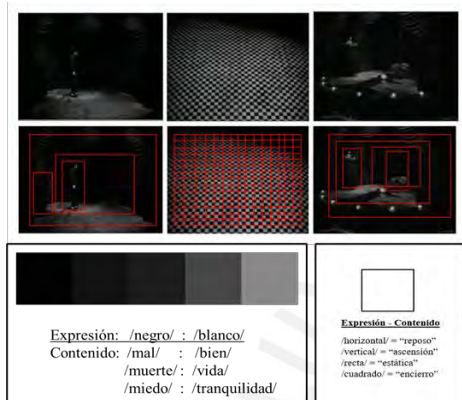 Expresión: /negro/ : /blanco/
Contenido: /mal/ : /bien/
/muerte/ : /vida/
/miedo/ : /tranquilidad/
Expresión - Contenido
/horizontal/ = “reposo”
/vertical/ = “ascensión”
/recta/ = “estática”
/cuadrado/ = “encierro”